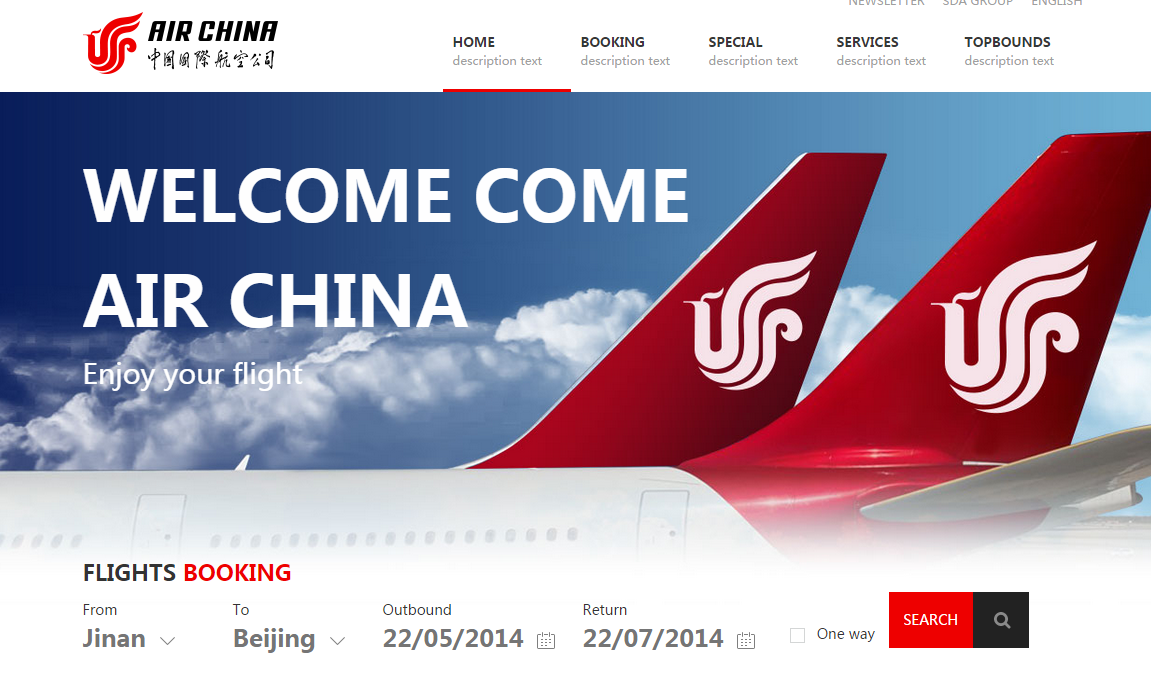 NEWSLETTER SDA GROUP ENGLISH
AIR CHINA
中国国際航空公司
HOME BOOKING SPECIAL SERVICES TOPBOUNDS
description text description text description text description text description text
WELCOME COME
AIR CHINA
Enjoy your flight
FLIGHTS BOOKING
From To Outbound Return
Jinan Beijing 22/05/2014 22/07/2014 One way SEARCH